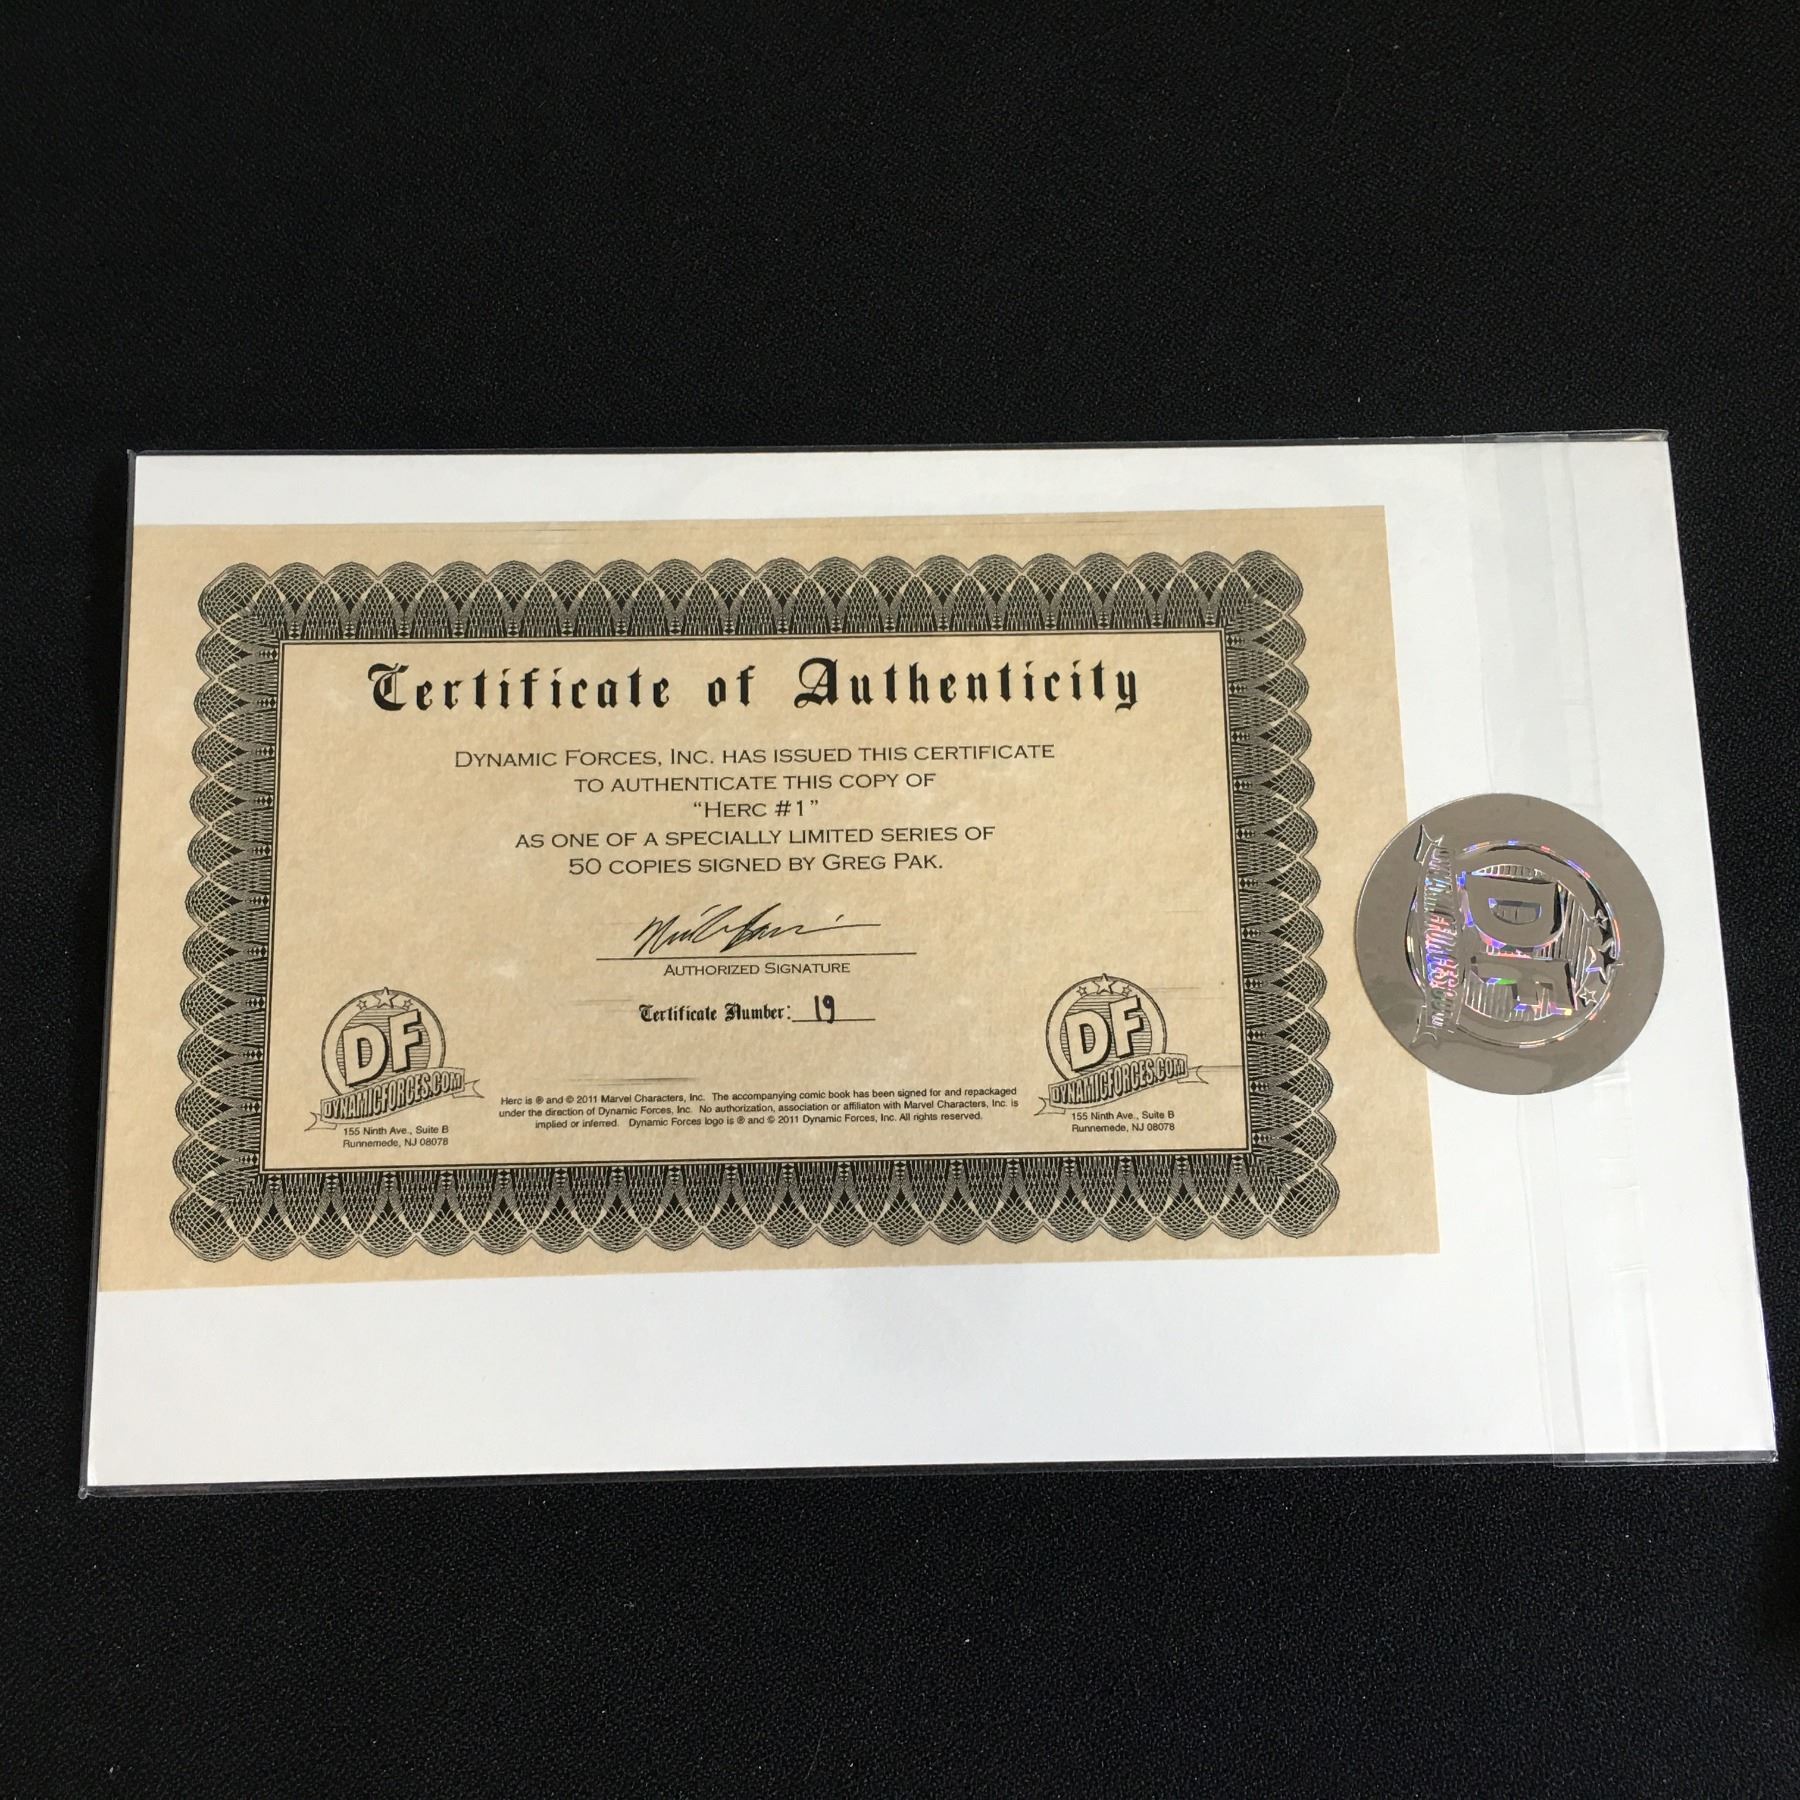 Certificate of Authenticity
DYNAMIC FORCES, INC. HAS ISSUED THIS CERTIFICATE
TO AUTHENTICATE THIS COPY OF
“HERC #1”
AS ONE OF A SPECIALLY LIMITED SERIES OF
50 COPIES SIGNED BY GREG PAK.
AUTHORIZED SIGNATURE
Certificate Number: 19
DF
DYNAMICFORCES.COM
155 Ninth Ave., Suite B
Runnemede, NJ 08078
Herc is ® and © 2011 Marvel Characters, Inc. The accompanying comic book has been signed for and repackaged
under the direction of Dynamic Forces, Inc. No authorization, association or affiliaton with Marvel Characters, Inc. is
implied or inferred. Dynamic Forces logo is ® and © 2011 Dynamic Forces, Inc. All rights reserved.
DF
DYNAMICFORCES.COM
155 Ninth Ave., Suite B
Runnemede, NJ 08078
DF
DYNAMICFORCES.COM